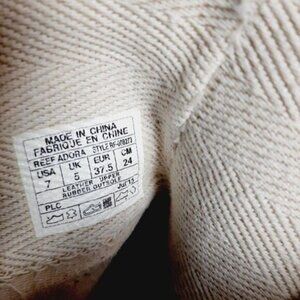 MADE IN CHINA
FABRIQUE EN CHINE
REEF ADORA STYLE
USA UK EUR CM
7 5 37.5 24
LEATHER UPPER
RUBBER OUTSOLE
PLC